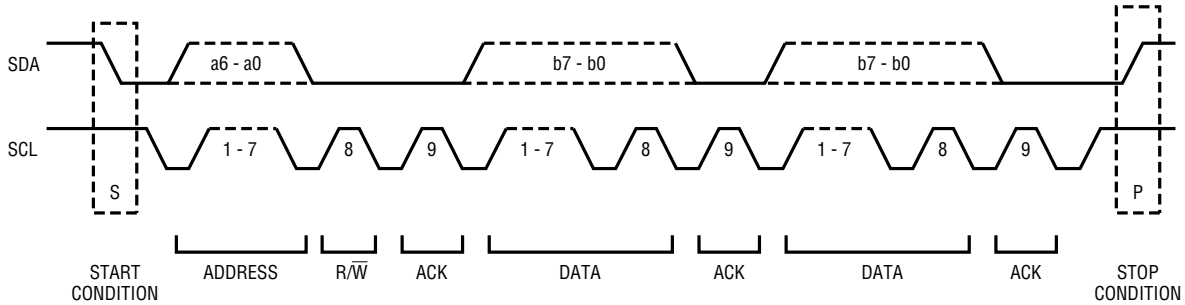 SDA
a6 - a0
b7 - b0
b7 - b0
SCL
1 - 7
8
9
1 - 7
8
9
1 - 7
8
9
S
P
START CONDITION
ADDRESS
R/W̅
ACK
DATA
ACK
DATA
ACK
STOP CONDITION